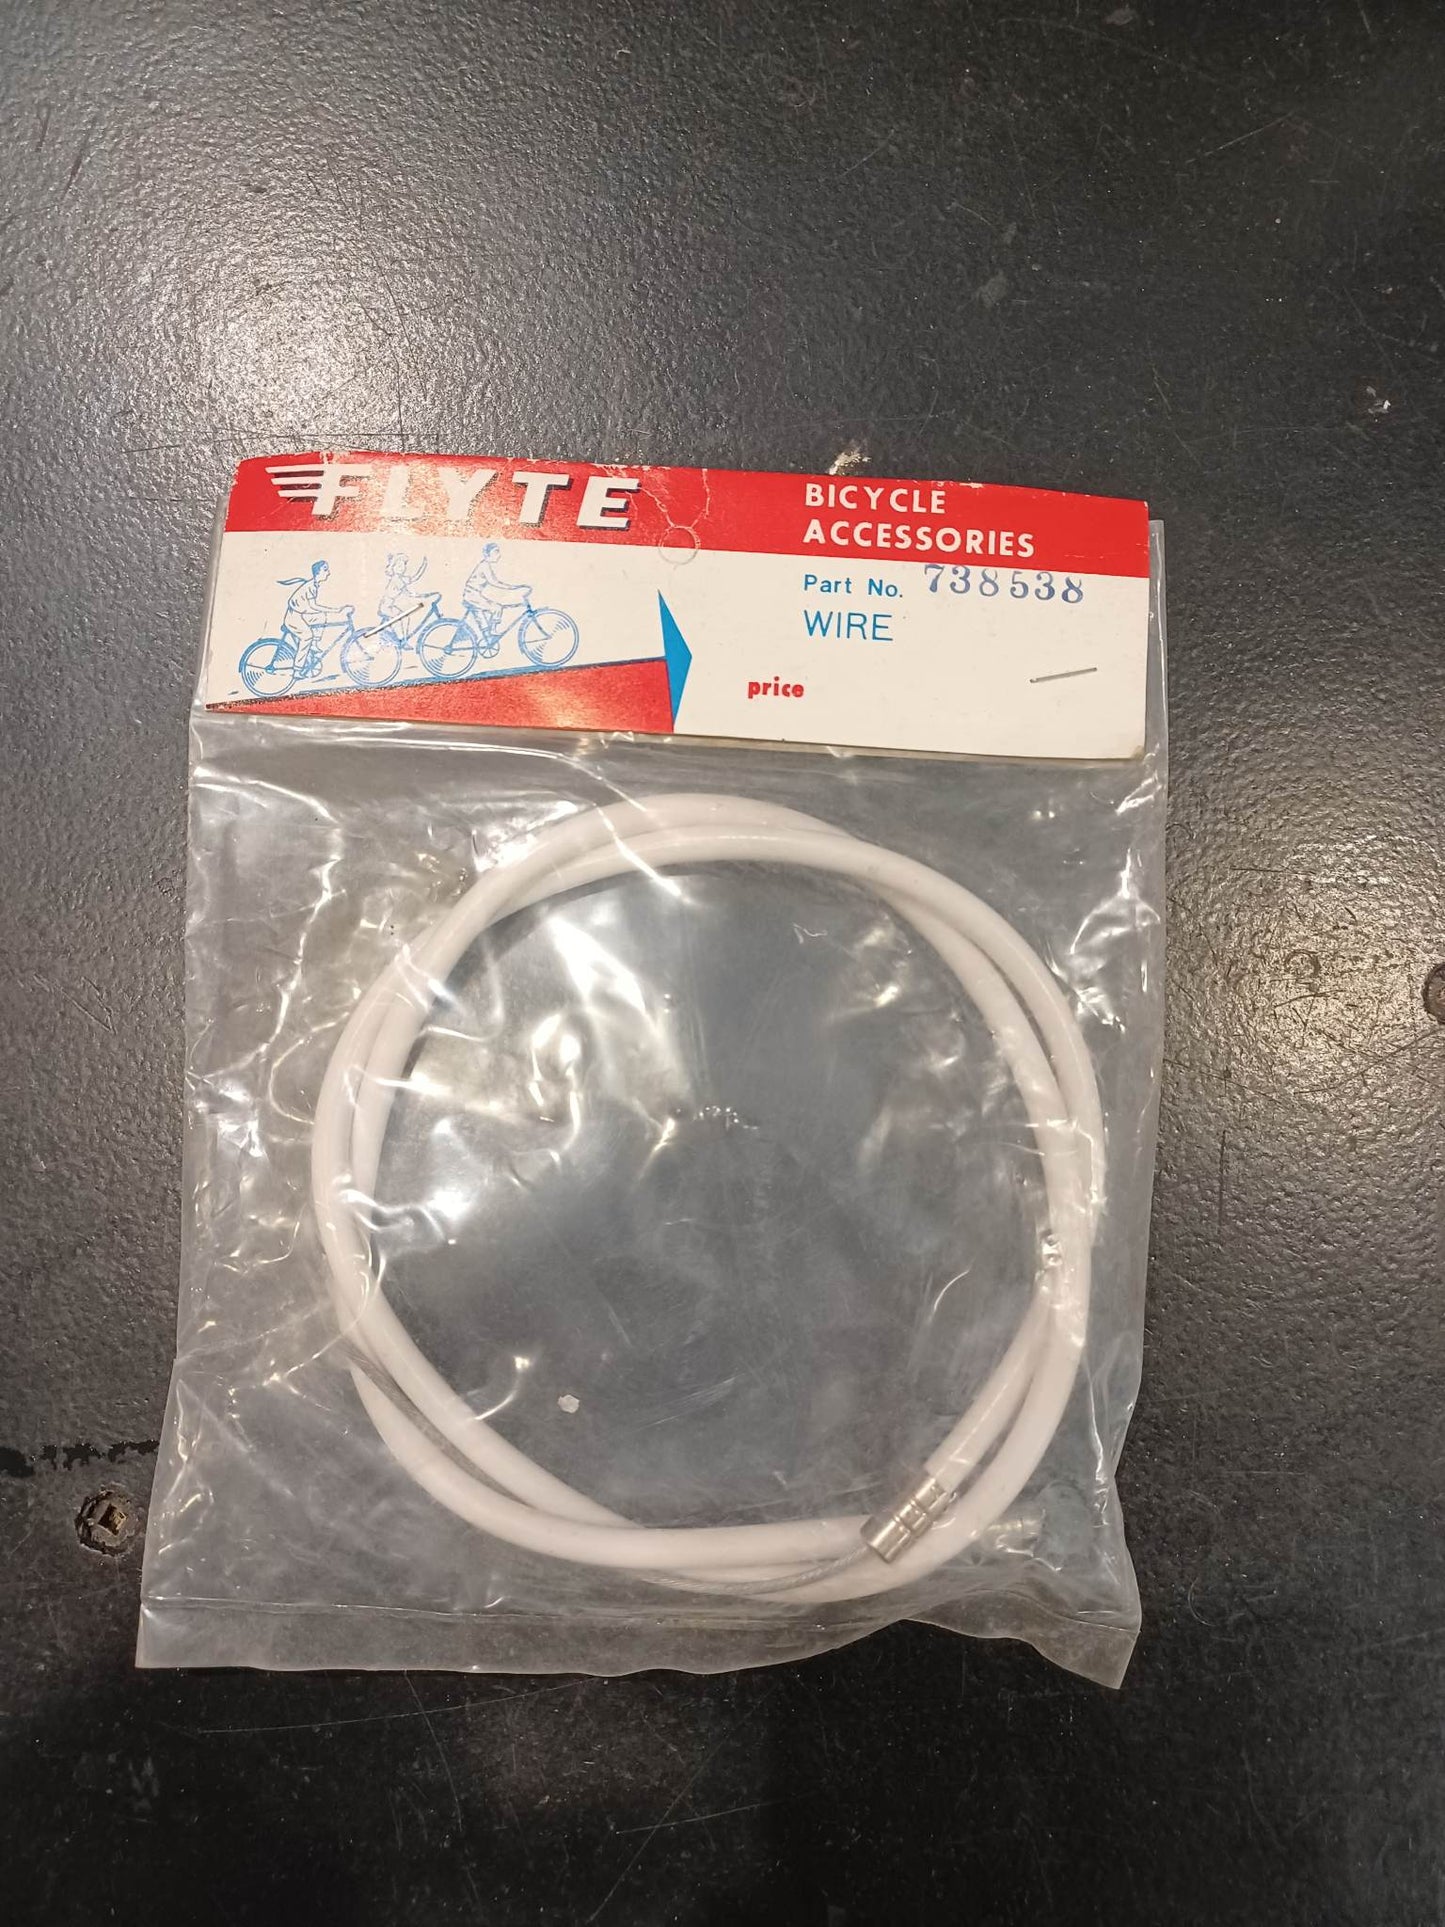 FLYTE
BICYCLE
ACCESSORIES
Part No. 738538
WIRE
price